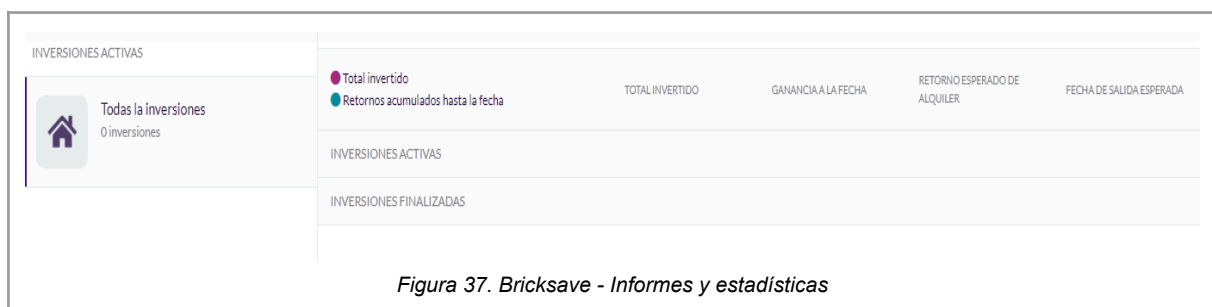 INVERSIONES ACTIVAS
Todas la inversiones
0 inversiones
Total invertido
Retornos acumulados hasta la fecha
TOTAL INVERTIDO
GANANCIA A LA FECHA
RETORNO ESPERADO DE
ALQUILER
FECHA DE SALIDA ESPERADA
INVERSIONES ACTIVAS
INVERSIONES FINALIZADAS
Figura 37. Bricksave - Informes y estadísticas